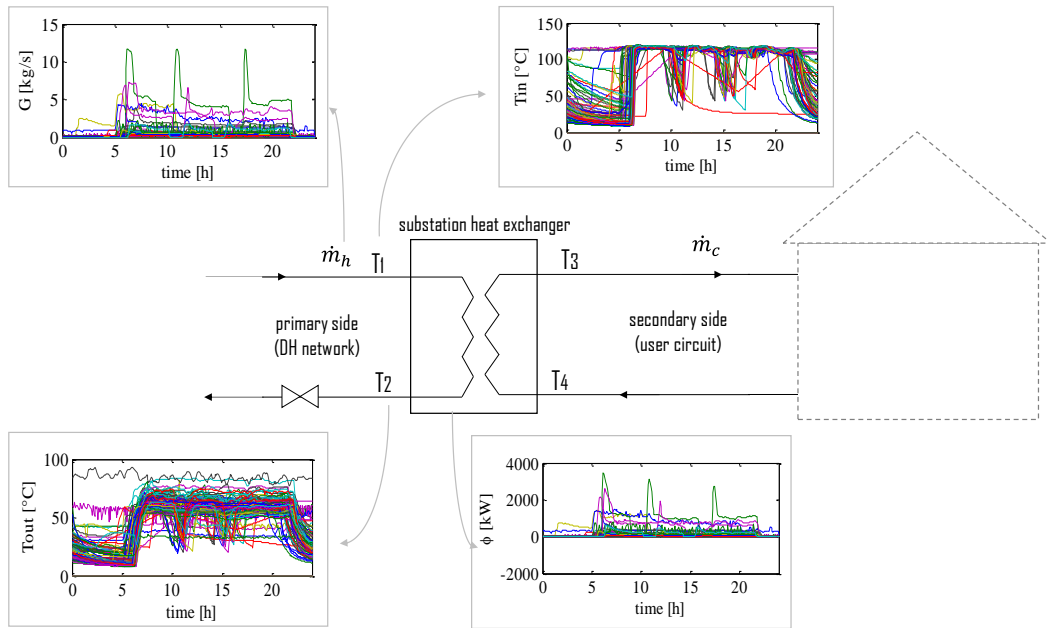 15
10
5
0
G [kg/s]
0 5 10 15 20
time [h]
150
100
50
0
Tin [°C]
0 5 10 15 20
time [h]
substation heat exchanger
ṁh
T1
T3
ṁc
primary side
(DH network)
secondary side
(user circuit)
T2
T4
100
50
0
Tout [°C]
0 5 10 15 20
time [h]
4000
2000
0
-2000
ϕ [kW]
0 5 10 15 20
time [h]